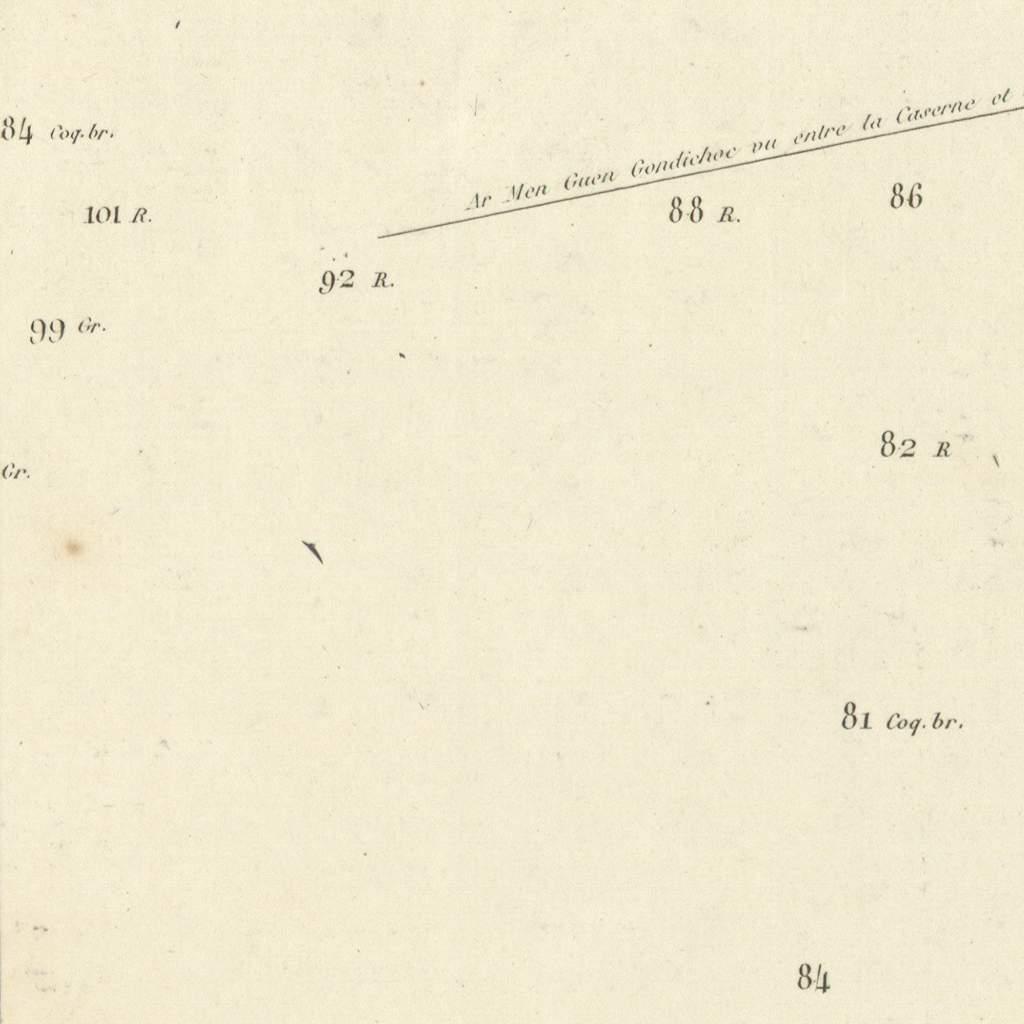 Ar Men Guen Gondichoc vu entre la Caserne et
84 Coq. br.
101 R.
88 R.
86
92 R.
99 Gr.
82 R
Gr.
81 Coq. br.
84